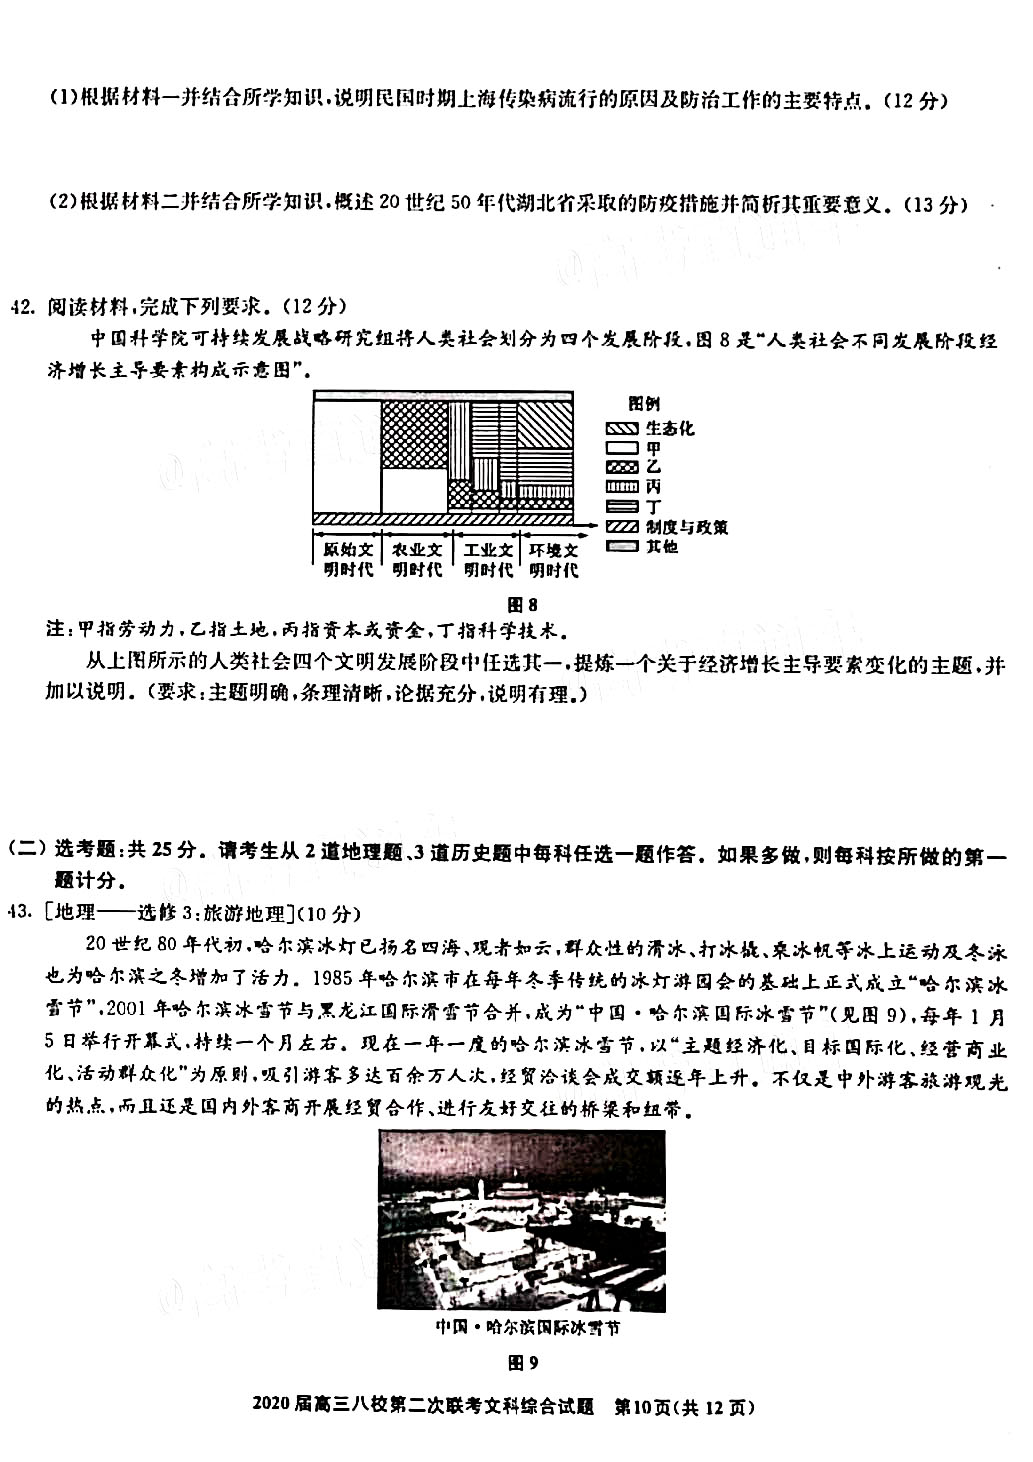 (1)根据材料一并结合所学知识,说明民国时期上海传染病流行的原因及防治工作的主要特点。(12分)
(2)根据材料二并结合所学知识,概述20世纪50年代湖北省采取的防疫措施并简析其重要意义。(13分)
42. 阅读材料,完成下列要求。(12分)
中国科学院可持续发展战略研究组将人类社会划分为四个发展阶段,图8是“人类社会不同发展阶段经
济增长主导要素构成示意图”。
图例
生态化
甲
乙
丙
丁
制度与政策
其他
原始文 农业文 工业文 环境文
明时代 明时代 明时代 明时代
图8
注:甲指劳动力,乙指土地,丙指资本或资金,丁指科学技术。
从上图所示的人类社会四个文明发展阶段中任选其一,提炼一个关于经济增长主导要素变化的主题,并
加以说明。(要求:主题明确,条理清晰,论据充分,说明有理。)
(二)选考题:共25分。请考生从2道地理题、3道历史题中每科任选一题作答。如果多做,则每科按所做的第一
题计分。
43. [地理——选修3:旅游地理](10分)
20世纪80年代初,哈尔滨冰灯已扬名四海、观者如云,群众性的滑冰、打冰橇、乘冰帆等冰上运动及冬泳
也为哈尔滨之冬增加了活力。1985年哈尔滨市在每年冬季传统的冰灯游园会的基础上正式成立“哈尔滨冰
雪节”,2001年哈尔滨冰雪节与黑龙江国际滑雪节合并,成为“中国·哈尔滨国际冰雪节”(见图9),每年1月
5日举行开幕式,持续一个月左右。现在一年一度的哈尔滨冰雪节,以“主题经济化、目标国际化、经营商业
化、活动群众化”为原则,吸引游客多达百余万人次,经贸洽谈会成交额逐年上升。不仅是中外游客旅游观光
的热点,而且还是国内外客商开展经贸合作、进行友好交往的桥梁和纽带。
中国·哈尔滨国际冰雪节
图9
2020届高三八校第二次联考文科综合试题 第10页(共12页)